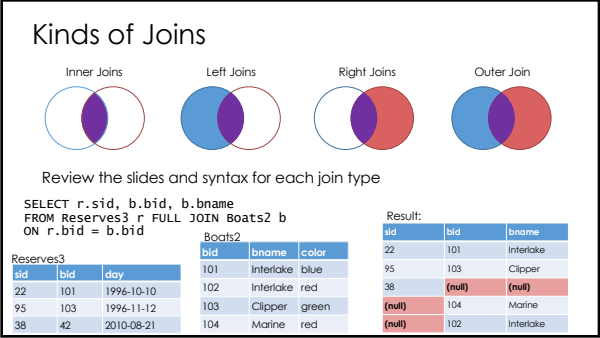 Kinds of Joins
Inner Joins Left Joins Right Joins Outer Join
Review the slides and syntax for each join type
SELECT r.sid, b.bid, b.bname
FROM Reserves3 r FULL JOIN Boats2 b
ON r.bid = b.bid
Reserves3
sid bid day
22 101 1996-10-10
95 103 1996-11-12
38 42 2010-08-21
Boats2
bid bname color
101 Interlake blue
102 Interlake red
103 Clipper green
104 Marine red
Result:
sid bid bname
22 101 Interlake
95 103 Clipper
38 (null) (null)
(null) 104 Marine
(null) 102 Interlake